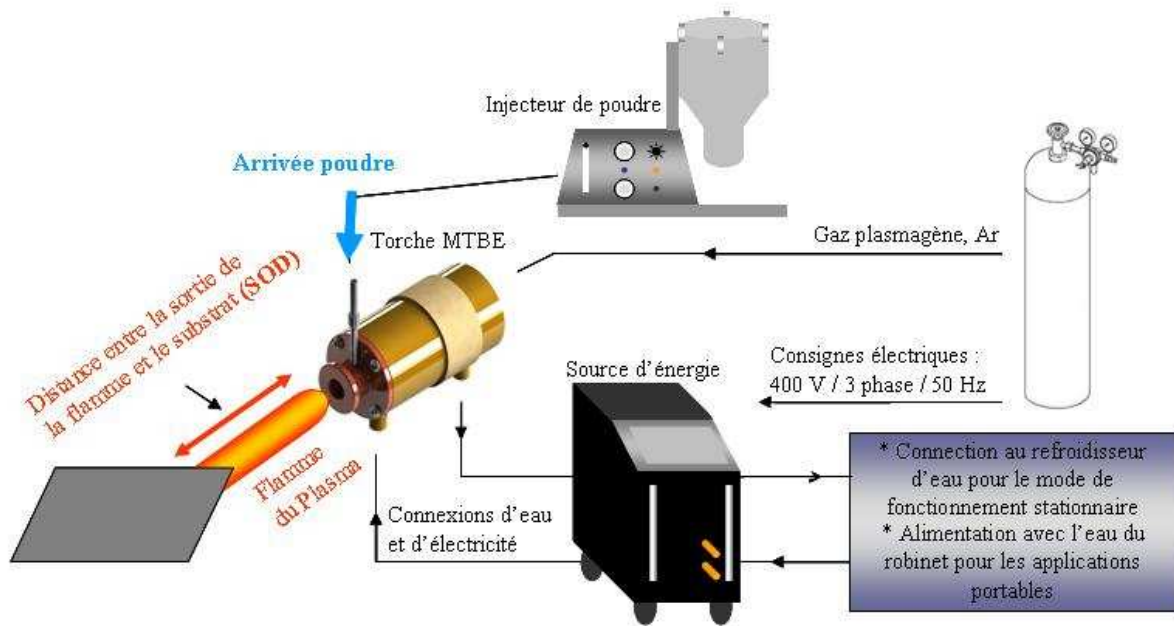 Injecteur de poudre
Arrivée poudre
Torche MTBE
Gaz plasmagène, Ar
Distance entre la sortie de
la flamme et le substrat (SOD)
Source d'énergie
Consignes électriques :
400 V / 3 phase / 50 Hz
Flamme
du Plasma
Connexions d'eau
et d'électricité
* Connection au refroidisseur
d'eau pour le mode de
fonctionnement stationnaire
* Alimentation avec l'eau du
robinet pour les applications
portables